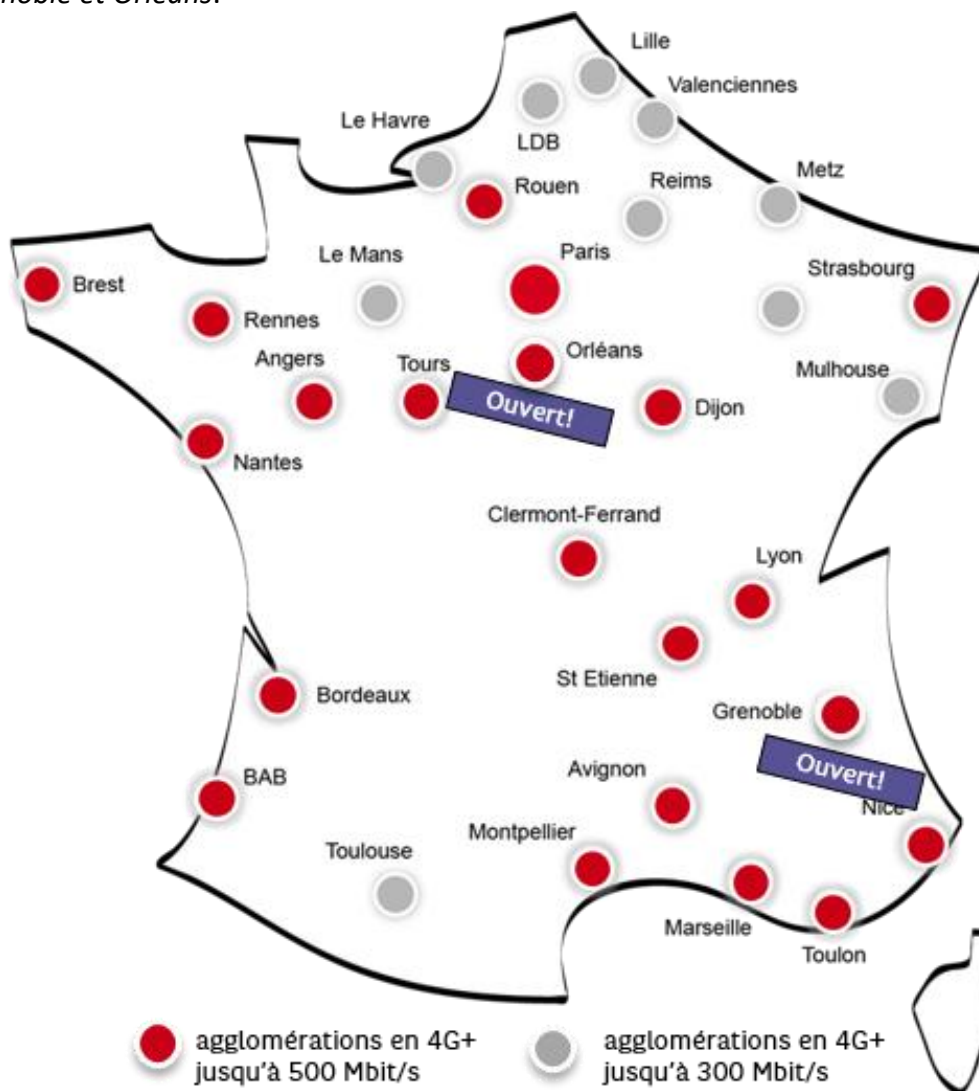 noble et Orléans.
Lille
Valenciennes
Le Havre
LDB
Rouen
Reims
Metz
Le Mans
Paris
Strasbourg
Brest
Rennes
Orléans
Angers
Tours
Mulhouse
Ouvert!
Dijon
Nantes
Clermont-Ferrand
Lyon
St Etienne
Bordeaux
Grenoble
Ouvert!
BAB
Avignon
Nice
Montpellier
Toulouse
Marseille
Toulon
agglomérations en 4G+
jusqu'à 500 Mbit/s
agglomérations en 4G+
jusqu'à 300 Mbit/s